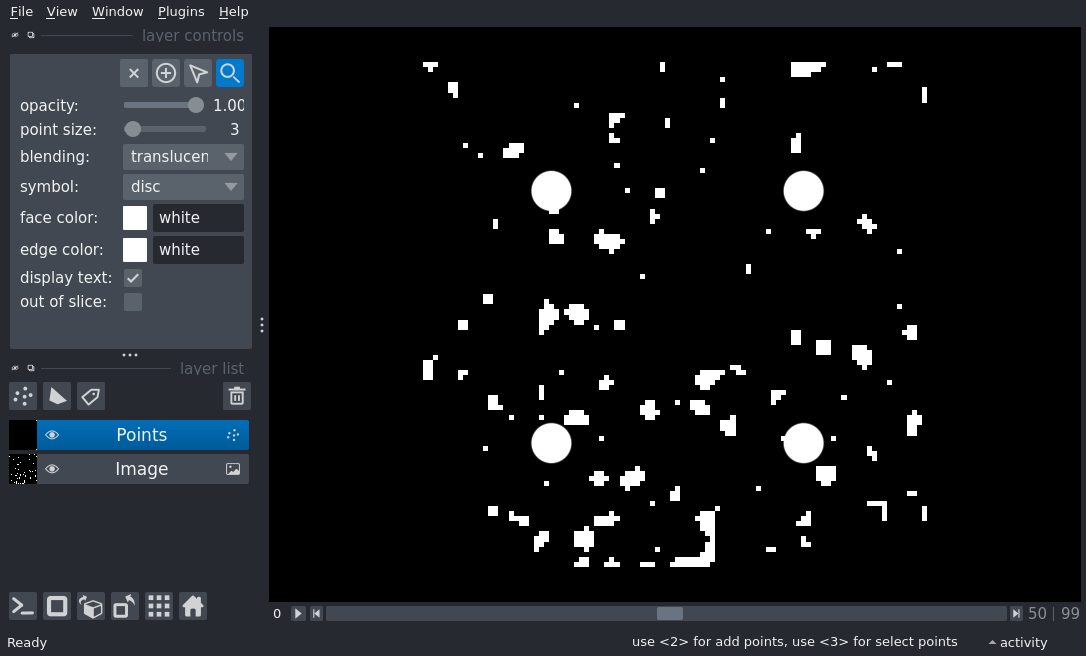 File View Window Plugins Help
layer controls
opacity: 1.00
point size: 3
blending: translucen
symbol: disc
face color: white
edge color: white
display text:
out of slice:
layer list
Points
Image
0 50 | 99
Ready use <2> for add points, use <3> for select points activity